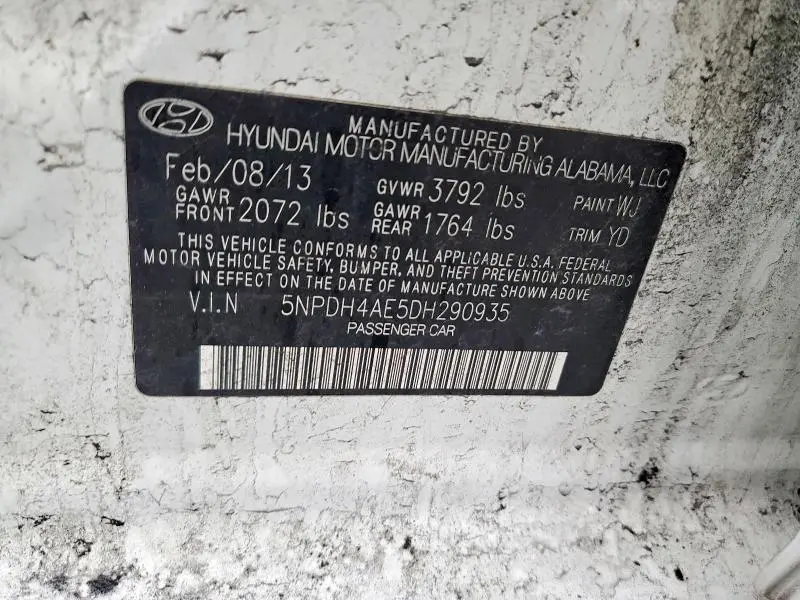 MANUFACTURED BY
HYUNDAI MOTOR MANUFACTURING ALABAMA, LLC
Feb/08/13 GVWR 3792 lbs PAINT WJ
GAWR FRONT 2072 lbs GAWR REAR 1764 lbs TRIM YD
THIS VEHICLE CONFORMS TO ALL APPLICABLE U.S.A. FEDERAL
MOTOR VEHICLE SAFETY, BUMPER, AND THEFT PREVENTION STANDARDS
IN EFFECT ON THE DATE OF MANUFACTURE SHOWN ABOVE
V.I.N 5NPDH4AE5DH290935
PASSENGER CAR